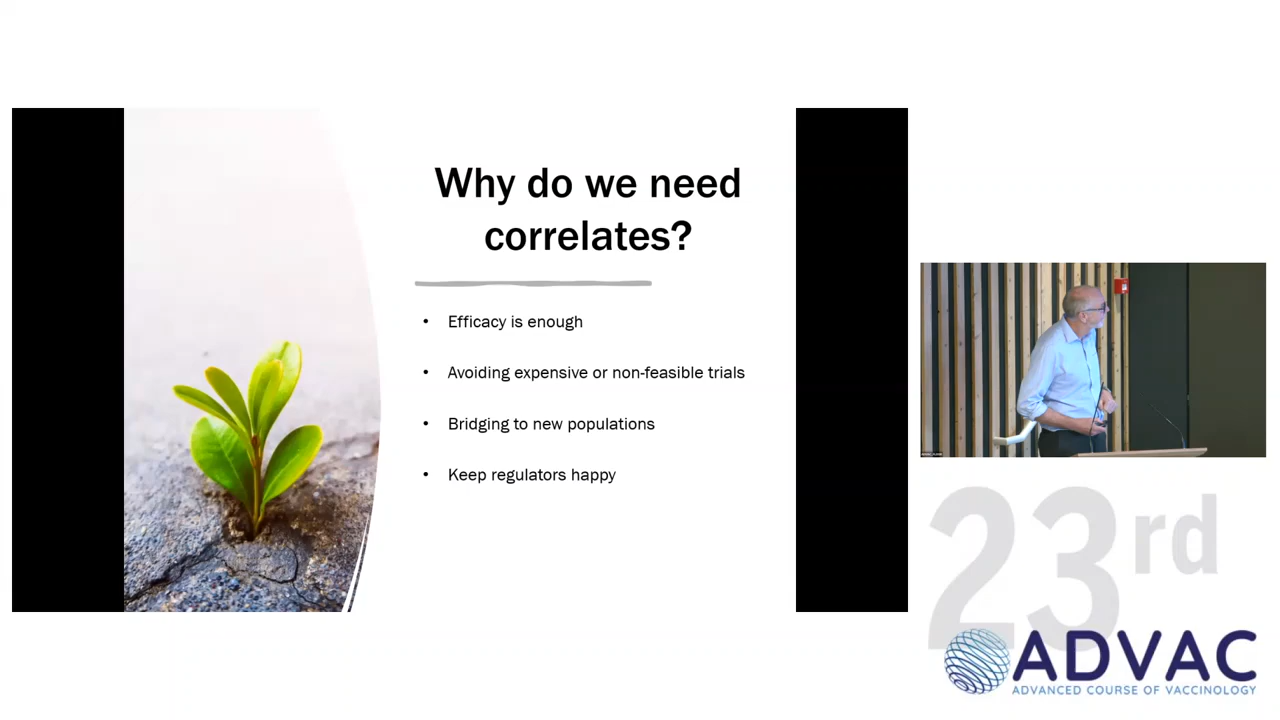 Why do we need
correlates?
• Efficacy is enough
• Avoiding expensive or non-feasible trials
• Bridging to new populations
• Keep regulators happy
23rd
ADVAC
ADVANCED COURSE OF VACCINOLOGY